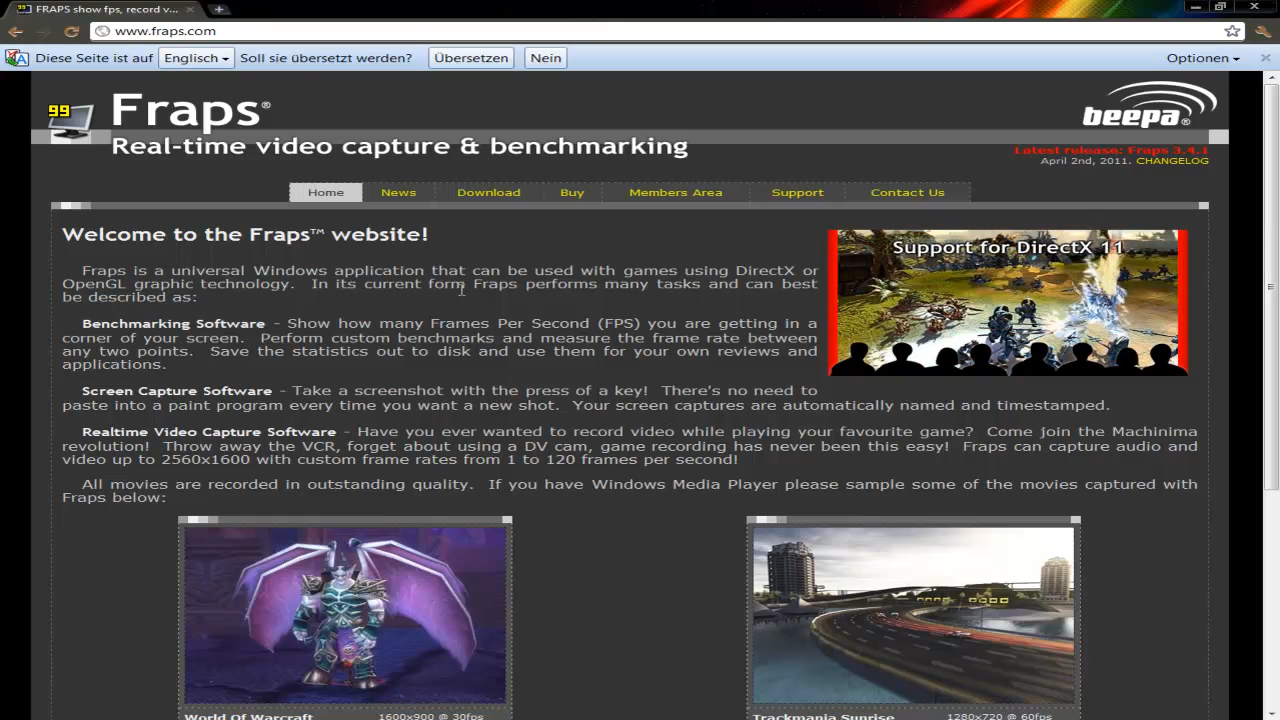 FRAPS show fps, record v...
www.fraps.com
Diese Seite ist auf Englisch Soll sie übersetzt werden? Übersetzen Nein Optionen
99
Fraps®
beepa®
Real-time video capture & benchmarking
Latest release: Fraps 3.4.1
April 2nd, 2011. CHANGELOG
Home News Download Buy Members Area Support Contact Us
Welcome to the Fraps™ website!
Support for DirectX 11
Fraps is a universal Windows application that can be used with games using DirectX or
OpenGL graphic technology. In its current form Fraps performs many tasks and can best
be described as:
Benchmarking Software - Show how many Frames Per Second (FPS) you are getting in a
corner of your screen. Perform custom benchmarks and measure the frame rate between
any two points. Save the statistics out to disk and use them for your own reviews and
applications.
Screen Capture Software - Take a screenshot with the press of a key! There's no need to
paste into a paint program every time you want a new shot. Your screen captures are automatically named and timestamped.
Realtime Video Capture Software - Have you ever wanted to record video while playing your favourite game? Come join the Machinima
revolution! Throw away the VCR, forget about using a DV cam, game recording has never been this easy! Fraps can capture audio and
video up to 2560x1600 with custom frame rates from 1 to 120 frames per second!
All movies are recorded in outstanding quality. If you have Windows Media Player please sample some of the movies captured with
Fraps below:
World Of Warcraft 1600x900 @ 30fps
Trackmania Sunrise 1280x720 @ 60fps